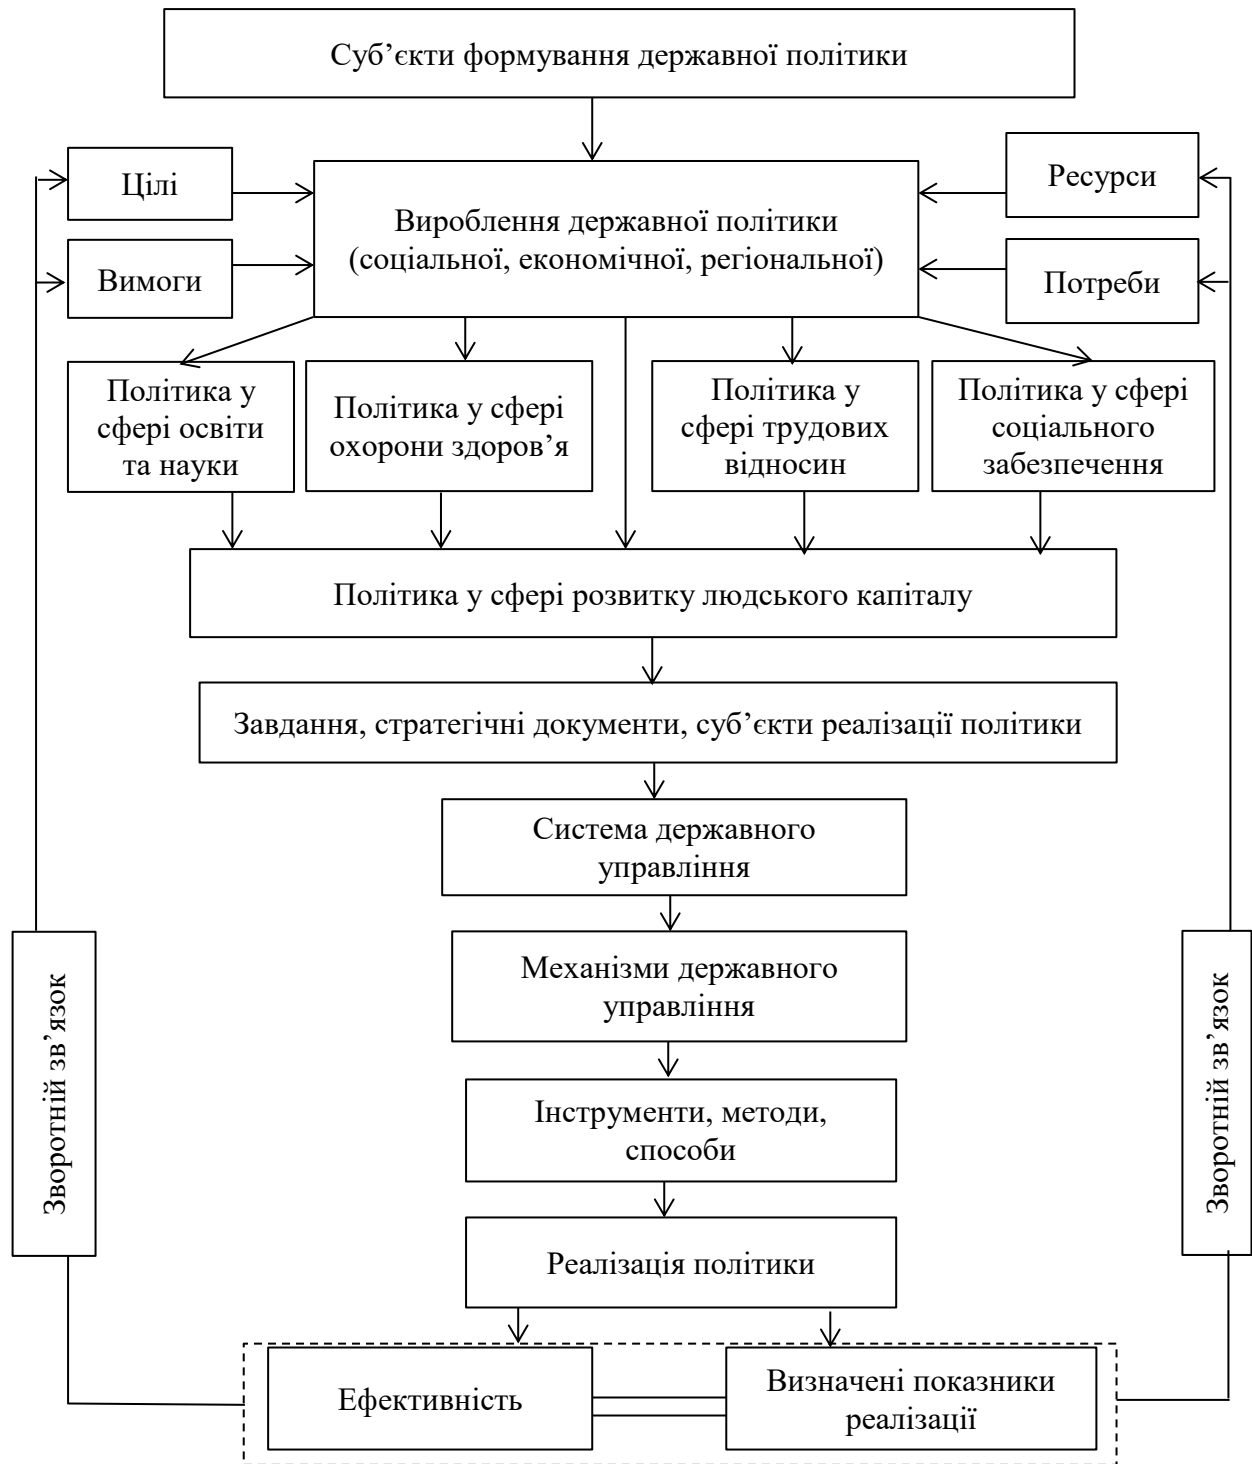 Суб’єкти формування державної політики
Цілі
Вироблення державної політики
(соціальної, економічної, регіональної)
Ресурси
Вимоги
Потреби
Політика у
сфері освіти
та науки
Політика у сфері
охорони здоров’я
Політика у
сфері трудових
відносин
Політика у сфері
соціального
забезпечення
Політика у сфері розвитку людського капіталу
Завдання, стратегічні документи, суб’єкти реалізації політики
Система державного
управління
Механізми державного
управління
Зворотній зв’язок
Зворотній зв’язок
Інструменти, методи,
способи
Реалізація політики
Ефективність
Визначені показники
реалізації